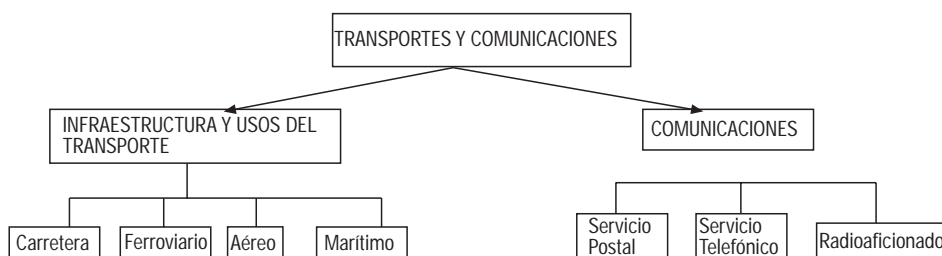 TRANSPORTES Y COMUNICACIONES
INFRAESTRUCTURA Y USOS DEL
TRANSPORTE
COMUNICACIONES
Carretera
Ferroviario
Aéreo
Marítimo
Servicio
Postal
Servicio
Telefónico
Radioaficionado